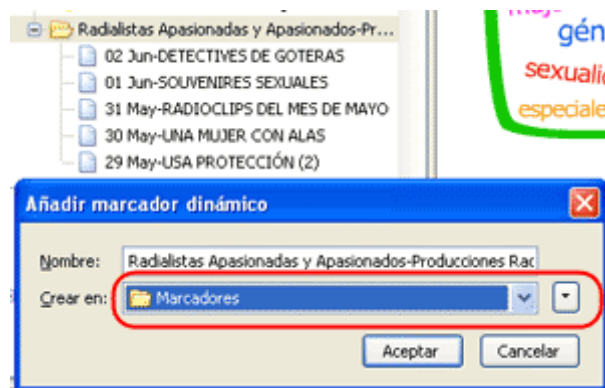 Radialistas Apasionadas y Apasionados-Pr...
02 Jun-DETECTIVES DE GOTERAS
01 Jun-SOUVENIRES SEXUALES
31 May-RADIOCLIPS DEL MES DE MAYO
30 May-UNA MUJER CON ALAS
29 May-USA PROTECCIÓN (2)
gén
sexualid
especiale
Añadir marcador dinámico
Nombre: Radialistas Apasionadas y Apasionados-Producciones Rac
Crear en: Marcadores
Aceptar Cancelar